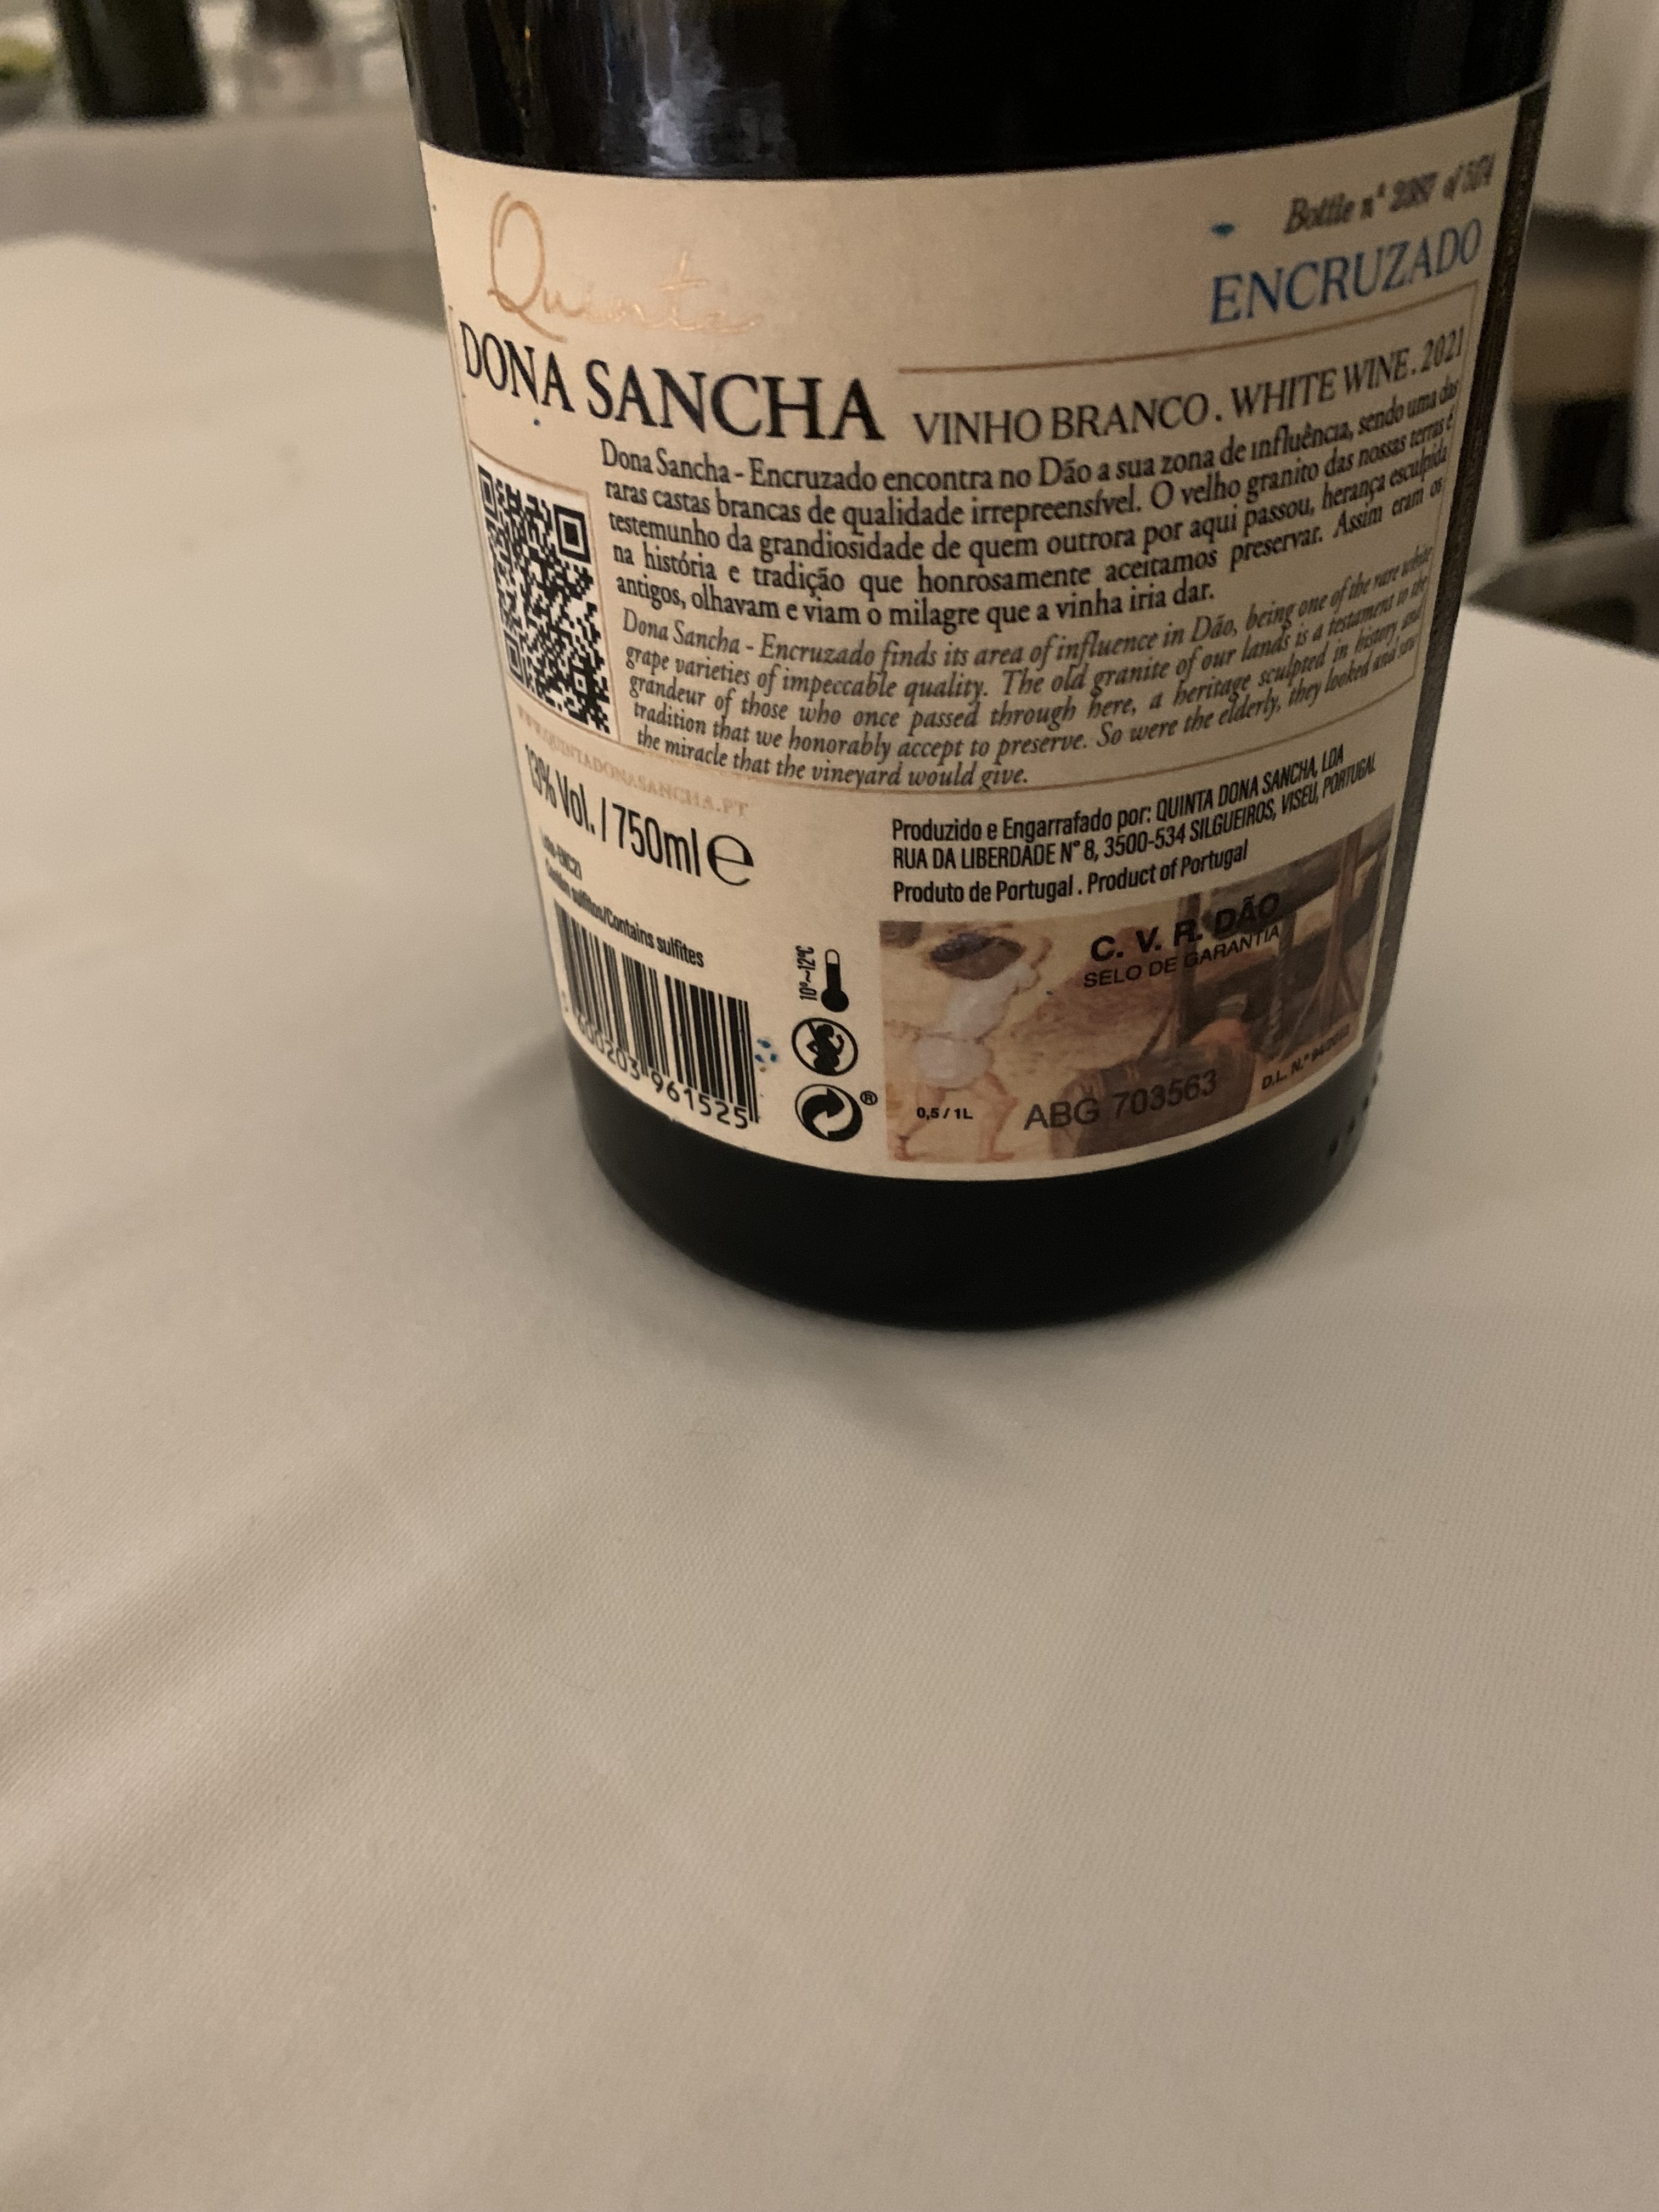 Quinta
ENCRUZADO
DONA SANCHA
VINHO BRANCO . WHITE WINE . 2021
Dona Sancha - Encruzado encontra no Dão a sua zona de influência, sendo uma das
raras castas brancas de qualidade irrepreensível. O velho granito das nossas terras é
testemunho da grandiosidade de quem outrora por aqui passou, herança esculpida
na história e tradição que honrosamente aceitamos preservar. Assim eram os
antigos, olhavam e viam o milagre que a vinha iria dar.
Dona Sancha - Encruzado finds its area of influence in Dão, being one of the rare white
grape varieties of impeccable quality. The old granite of our lands is a testament to the
grandeur of those who once passed through here, a heritage sculpted in history and
tradition that we honorably accept to preserve. So were the elderly, they looked and saw
the miracle that the vineyard would give.
WWW.QUINTADONASANCHA.PT
13% Vol. / 750ml e
Contém sulfitos/Contains sulfites
Produzido e Engarrafado por: QUINTA DONA SANCHA, LDA
RUA DA LIBERDADE Nº 8, 3500-534 SILGUEIROS, VISEU, PORTUGAL
Produto de Portugal . Product of Portugal
10º~12ºC
®
C. V. R. DÃO
SELO DE GARANTIA
0,5 / 1L
ABG 703563
D.L. N.º
Bottle nº
203 961525